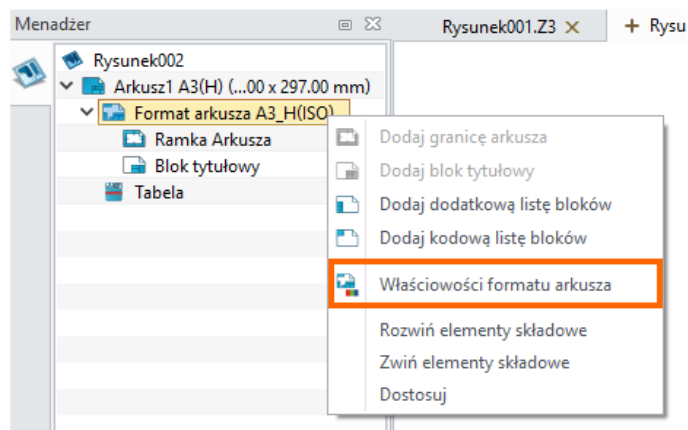 Menadżer
Rysunek001.Z3
Rysu
Rysunek002
Arkusz1 A3(H) (...00 x 297.00 mm)
Format arkusza A3_H(ISO)
Ramka Arkusza
Blok tytułowy
Tabela
Dodaj granicę arkusza
Dodaj blok tytułowy
Dodaj dodatkową listę bloków
Dodaj kodową listę bloków
Właściowości formatu arkusza
Rozwiń elementy składowe
Zwiń elementy składowe
Dostosuj